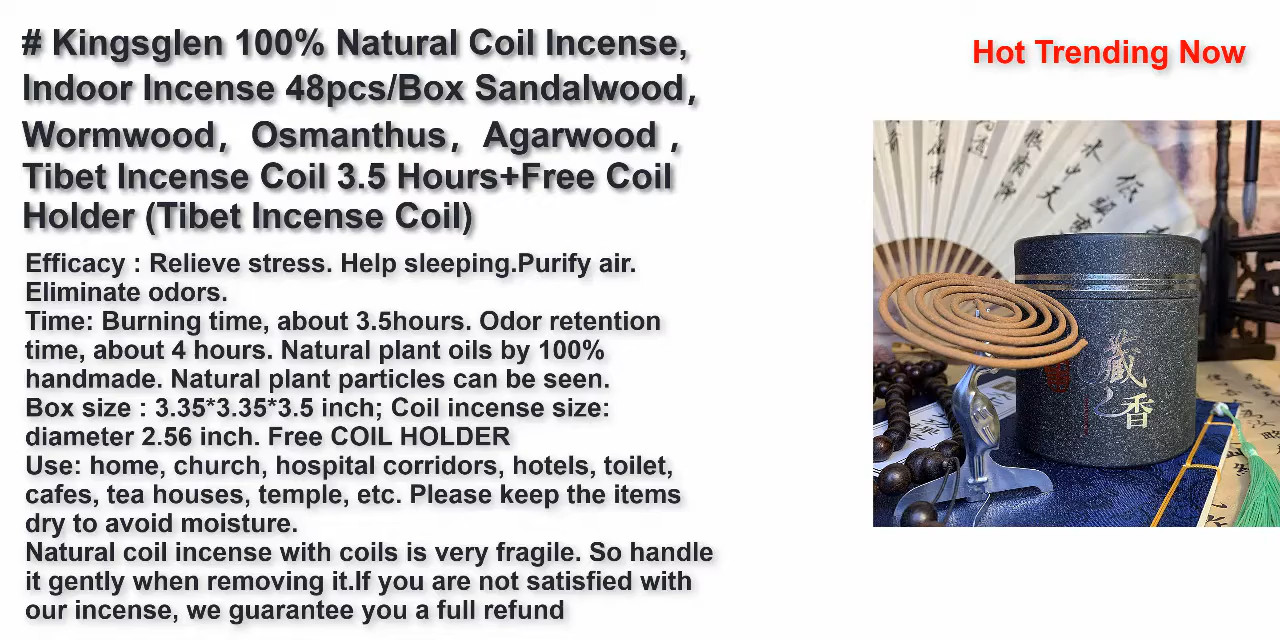 # Kingsglen 100% Natural Coil Incense,
Indoor Incense 48pcs/Box Sandalwood，
Wormwood，Osmanthus，Agarwood ,
Tibet Incense Coil 3.5 Hours+Free Coil
Holder (Tibet Incense Coil)
Efficacy : Relieve stress. Help sleeping.Purify air.
Eliminate odors.
Time: Burning time, about 3.5hours. Odor retention
time, about 4 hours. Natural plant oils by 100%
handmade. Natural plant particles can be seen.
Box size : 3.35*3.35*3.5 inch; Coil incense size:
diameter 2.56 inch. Free COIL HOLDER
Use: home, church, hospital corridors, hotels, toilet,
cafes, tea houses, temple, etc. Please keep the items
dry to avoid moisture.
Natural coil incense with coils is very fragile. So handle
it gently when removing it.If you are not satisfied with
our incense, we guarantee you a full refund
Hot Trending Now
藏
香